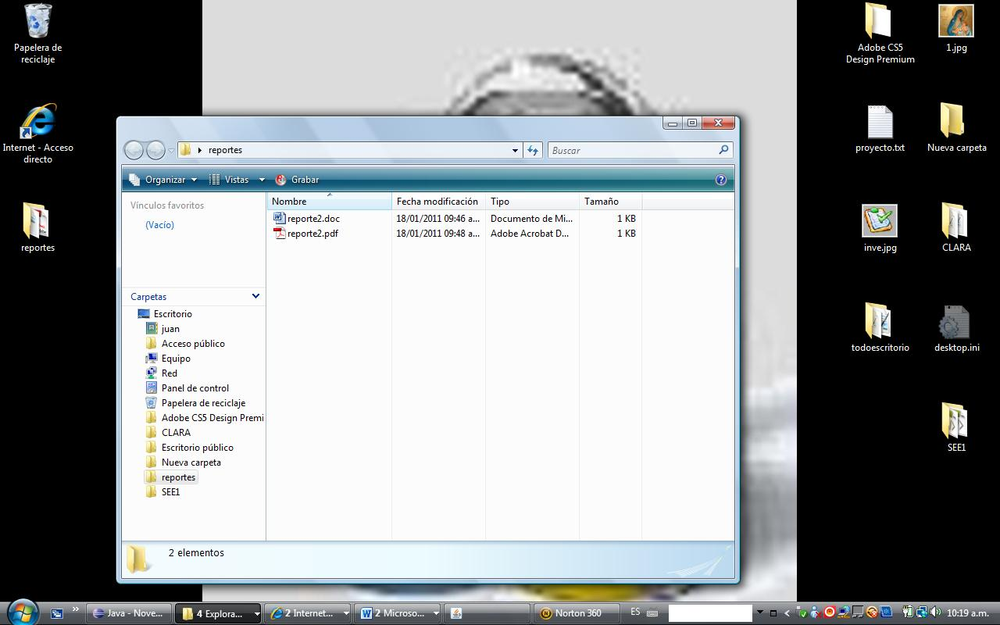 Papelera de
reciclaje
Internet - Acceso
directo
reportes
Adobe CS5
Design Premium
1.jpg
proyecto.txt
Nueva carpeta
inve.jpg
CLARA
todoescritorio
desktop.ini
SEE1
reportes
Buscar
Organizar
Vistas
Grabar
Vínculos favoritos
(Vacío)
Nombre
Fecha modificación
Tipo
Tamaño
reporte2.doc
18/01/2011 09:46 a...
Documento de Mi...
1 KB
reporte2.pdf
18/01/2011 09:48 a...
Adobe Acrobat D...
1 KB
Carpetas
Escritorio
juan
Acceso público
Equipo
Red
Panel de control
Papelera de reciclaje
Adobe CS5 Design Premi
CLARA
Escritorio público
Nueva carpeta
reportes
SEE1
2 elementos
Java - Nove...
4 Explora...
2 Internet...
2 Microso...
Norton 360
ES
10:19 a.m.